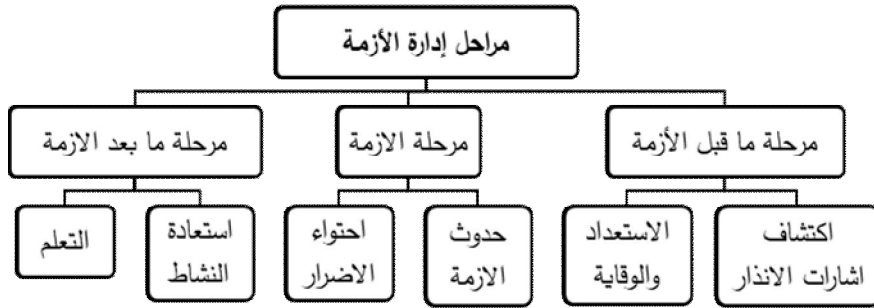 مراحل إدارة الأزمة
مرحلة ما قبل الأزمة
مرحلة الازمة
مرحلة ما بعد الازمة
اكتشاف
اشارات الانذار
الاستعداد
والوقاية
حدوث
الازمة
احتواء
الاضرار
استعادة
النشاط
التعلم